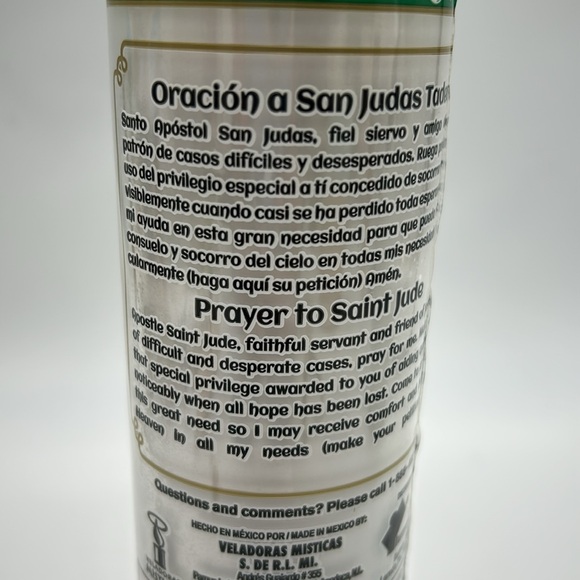 Oración a San Judas
Santo Apóstol San Judas, fiel siervo y amigo
patrón de casos difíciles y desesperados. Ruega
uso del privilegio especial a tí concedido de
visiblemente cuando casi se ha perdido toda
mi ayuda en esta gran necesidad para que
consuelo y socorro del cielo en todas mis
cularmente (haga aquí su petición) Amén.
Prayer to Saint Jude
Apostle Saint Jude, faithful servant and friend of
of difficult and desperate cases, pray for me.
that special privilege awarded to you of aiding
noticeably when all hope has been lost. Come
this great need so I may receive comfort
Heaven in all my needs (make your
Questions and comments? Please call
HECHO EN MÉXICO POR / MADE IN MEXICO BY:
VELADORAS MISTICAS
S. DE R.L. MI.